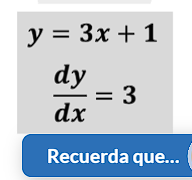 y = 3x + 1
dy/dx = 3
Recuerda que...